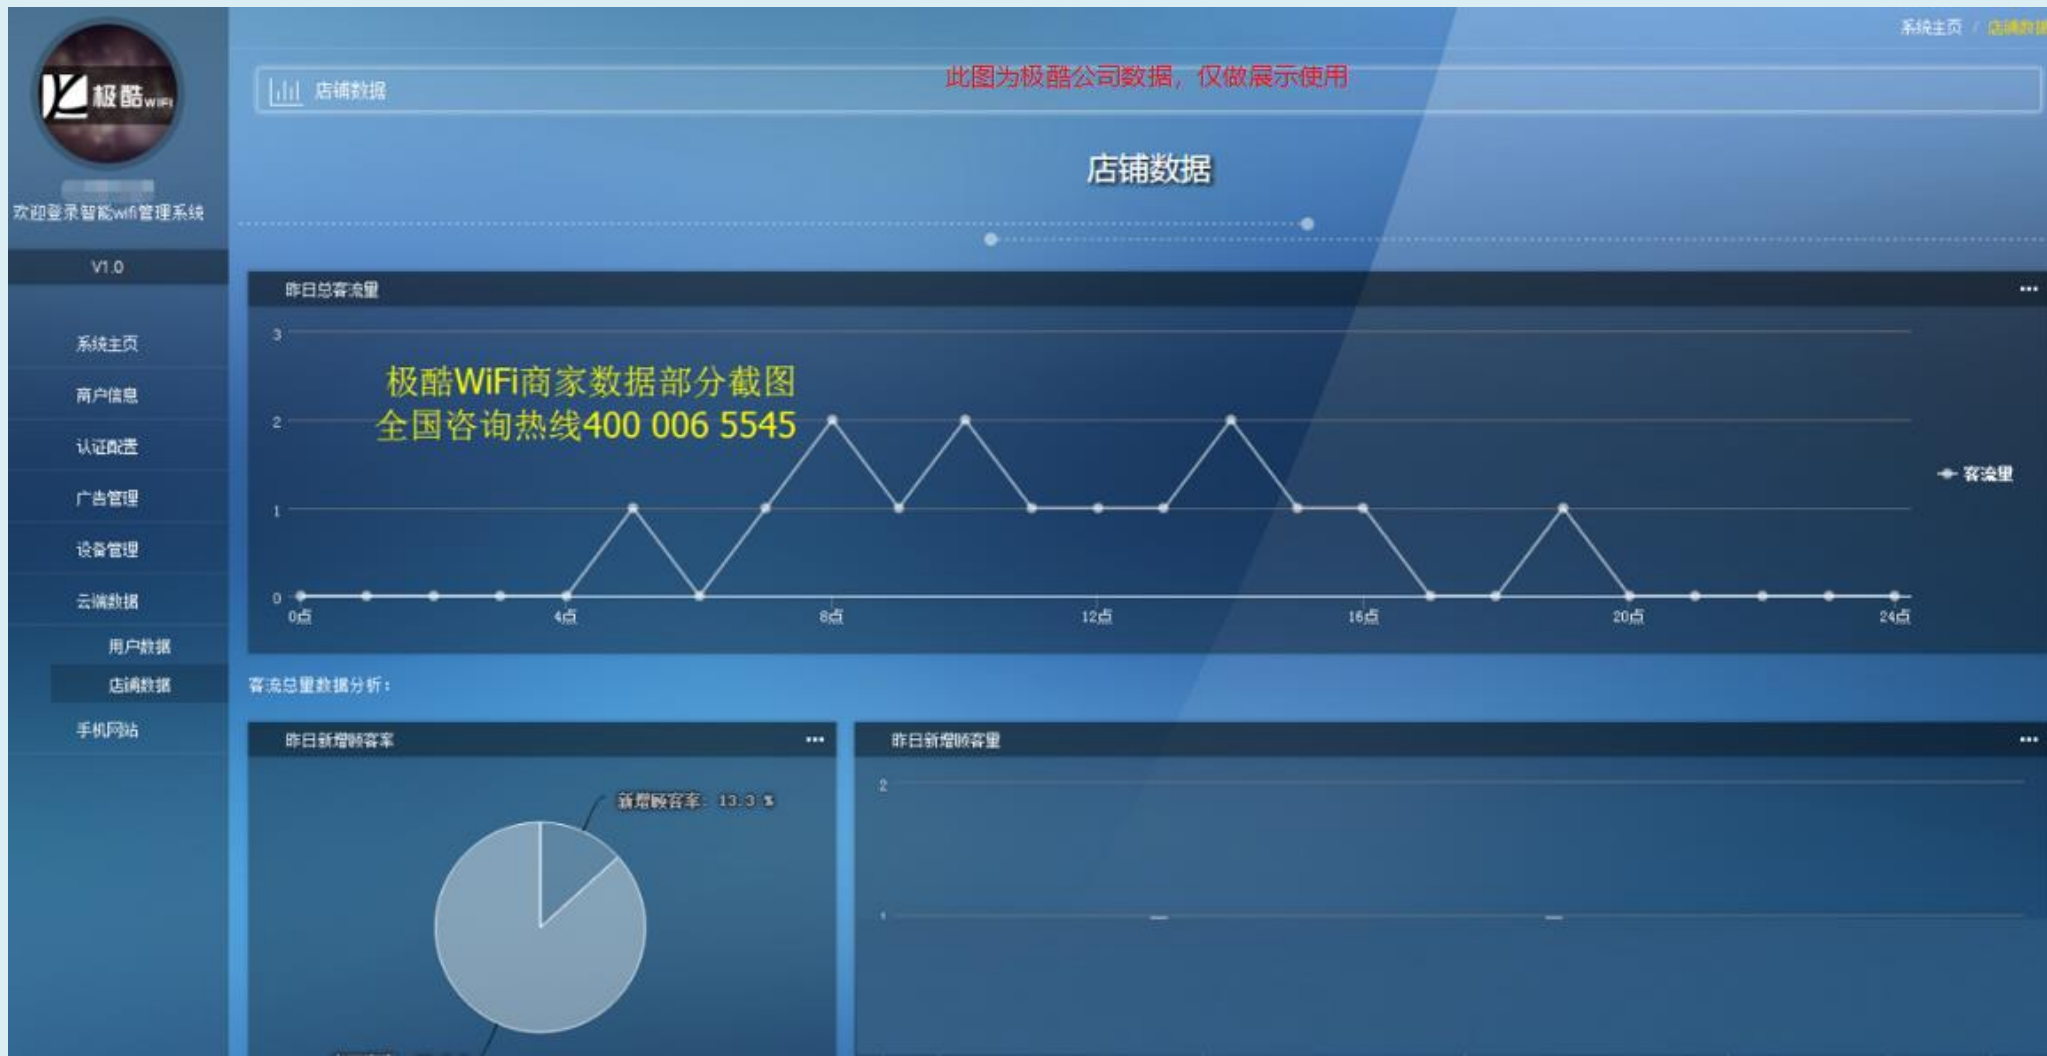 系统主页 / 店铺数据
极酷WIFI
欢迎登录智能wifi管理系统
V1.0
系统主页
商户信息
认证配置
广告管理
设备管理
云端数据
用户数据
店铺数据
手机网站
店铺数据
此图为极酷公司数据，仅做展示使用
店铺数据
昨日总客流量
极酷WiFi商家数据部分截图
全国咨询热线400 006 5545
3
2
1
0
0点 4点 8点 12点 16点 20点 24点
客流量
客流总量数据分析：
昨日新增顾客率
新增顾客率: 13.3 %
昨日新增顾客量
2
1